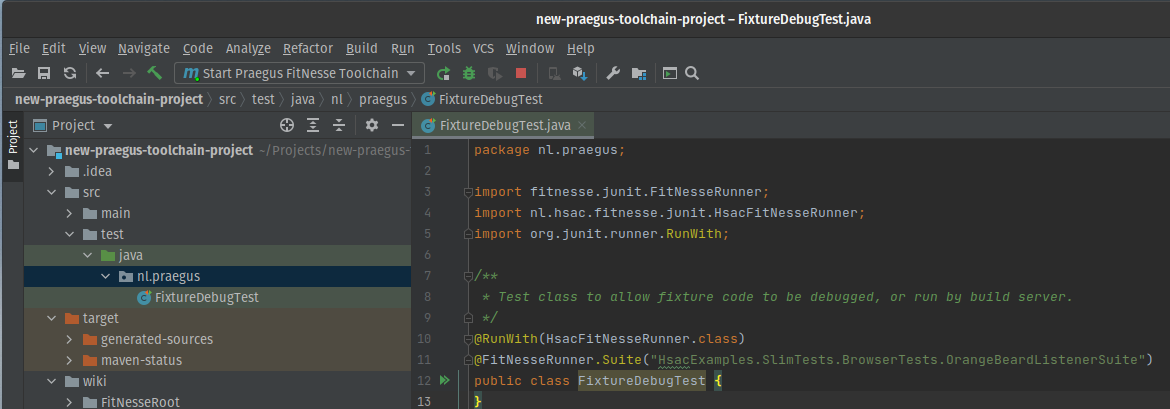 new-praegus-toolchain-project – FixtureDebugTest.java
File Edit View Navigate Code Analyze Refactor Build Run Tools VCS Window Help
Start Praegus FitNesse Toolchain
new-praegus-toolchain-project src test java nl praegus FixtureDebugTest
Project
Project
new-praegus-toolchain-project ~/Projects/new-praegus-
.idea
src
main
test
java
nl.praegus
FixtureDebugTest
target
generated-sources
maven-status
wiki
FitNesseRoot
FixtureDebugTest.java
1 package nl.praegus;
2
3 import fitnesse.junit.FitNesseRunner;
4 import nl.hsac.fitnesse.junit.HsacFitNesseRunner;
5 import org.junit.runner.RunWith;
6
7 /**
8 * Test class to allow fixture code to be debugged, or run by build server.
9 */
10 @RunWith(HsacFitNesseRunner.class)
11 @FitNesseRunner.Suite("HsacExamples.SlimTests.BrowserTests.OrangeBeardListenerSuite")
12 public class FixtureDebugTest {
13 }